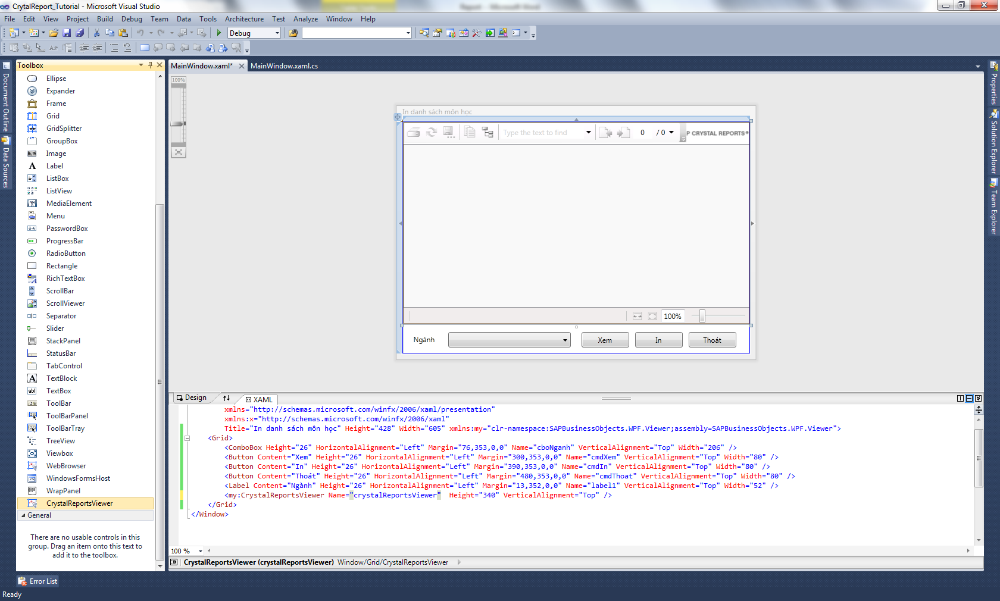 CrytalReport_Tutorial - Microsoft Visual Studio
File Edit View Project Build Debug Team Data Tools Architecture Test Analyze Window Help
Debug
Document Outline
Data Sources
Toolbox
Ellipse
Expander
Frame
Grid
GridSplitter
GroupBox
Image
Label
ListBox
ListView
MediaElement
Menu
PasswordBox
ProgressBar
RadioButton
Rectangle
RichTextBox
ScrollBar
ScrollViewer
Separator
Slider
StackPanel
StatusBar
TabControl
TextBlock
TextBox
ToolBar
ToolBarPanel
ToolBarTray
TreeView
Viewbox
WebBrowser
WindowsFormsHost
WrapPanel
CrystalReportsViewer
General
There are no usable controls in this
group. Drag an item onto this text to
add it to the toolbox.
MainWindow.xaml* MainWindow.xaml.cs
100%
In danh sách môn học
Type the text to find 0 / 0 P CRYSTAL REPORTS®
100%
Ngành Xem In Thoát
Design XAML
xmlns="http://schemas.microsoft.com/winfx/2006/xaml/presentation"
xmlns:x="http://schemas.microsoft.com/winfx/2006/xaml"
Title="In danh sách môn học" Height="428" Width="605" xmlns:my="clr-namespace:SAPBusinessObjects.WPF.Viewer;assembly=SAPBusinessObjects.WPF.Viewer">
<Grid>
<ComboBox Height="26" HorizontalAlignment="Left" Margin="76,353,0,0" Name="cboNganh" VerticalAlignment="Top" Width="206" />
<Button Content="Xem" Height="26" HorizontalAlignment="Left" Margin="300,353,0,0" Name="cmdXem" VerticalAlignment="Top" Width="80" />
<Button Content="In" Height="26" HorizontalAlignment="Left" Margin="390,353,0,0" Name="cmdIn" VerticalAlignment="Top" Width="80" />
<Button Content="Thoát" Height="26" HorizontalAlignment="Left" Margin="480,353,0,0" Name="cmdThoat" VerticalAlignment="Top" Width="80" />
<Label Content="Ngành" Height="26" HorizontalAlignment="Left" Margin="13,352,0,0" Name="label1" VerticalAlignment="Top" Width="52" />
<my:CrystalReportsViewer Name="crystalReportsViewer"  Height="340" VerticalAlignment="Top" />
</Grid>
</Window>
100 %
CrystalReportsViewer (crystalReportsViewer) Window/Grid/CrystalReportsViewer
Properties
Solution Explorer
Team Explorer
Error List
Ready